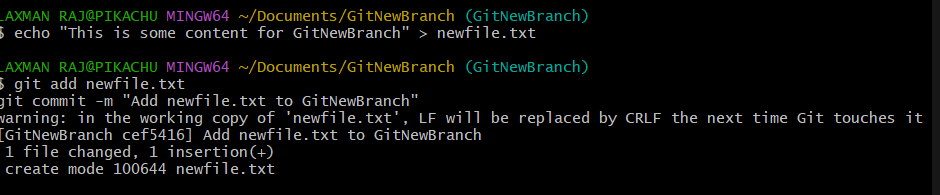 LAXMAN RAJ@PIKACHU MINGW64 ~/Documents/GitNewBranch (GitNewBranch)
$ echo "This is some content for GitNewBranch" > newfile.txt
LAXMAN RAJ@PIKACHU MINGW64 ~/Documents/GitNewBranch (GitNewBranch)
$ git add newfile.txt
git commit -m "Add newfile.txt to GitNewBranch"
warning: in the working copy of 'newfile.txt', LF will be replaced by CRLF the next time Git touches it
[GitNewBranch cef5416] Add newfile.txt to GitNewBranch
1 file changed, 1 insertion(+)
create mode 100644 newfile.txt